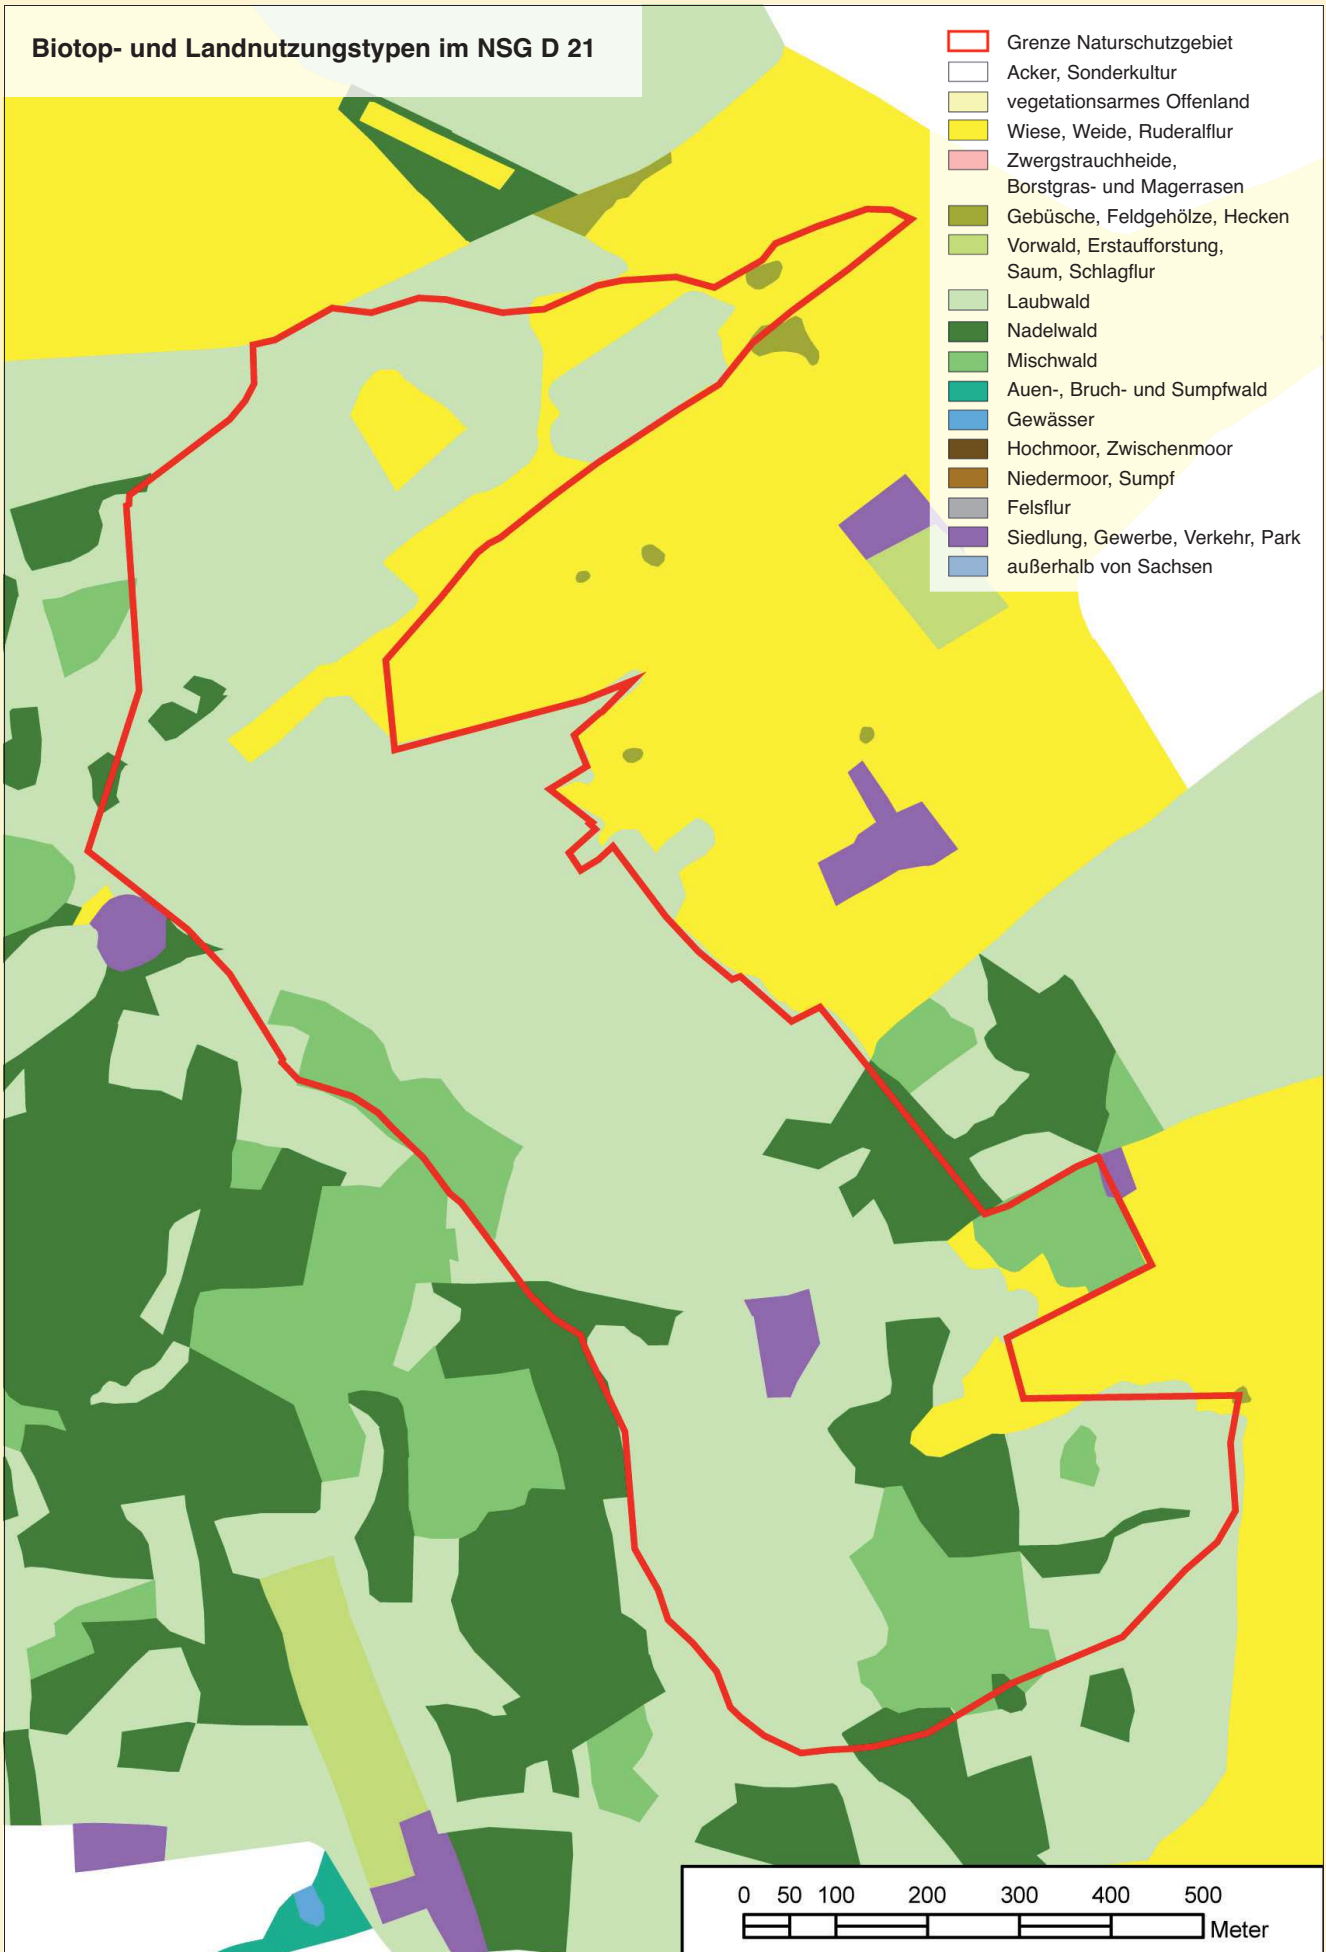 Biotop- und Landnutzungstypen im NSG D 21
Grenze Naturschutzgebiet
Acker, Sonderkultur
vegetationsarmes Offenland
Wiese, Weide, Ruderalflur
Zwergstrauchheide,
Borstgras- und Magerrasen
Gebüsche, Feldgehölze, Hecken
Vorwald, Erstaufforstung,
Saum, Schlagflur
Laubwald
Nadelwald
Mischwald
Auen-, Bruch- und Sumpfwald
Gewässer
Hochmoor, Zwischenmoor
Niedermoor, Sumpf
Felsflur
Siedlung, Gewerbe, Verkehr, Park
außerhalb von Sachsen
0 50 100 200 300 400 500
Meter